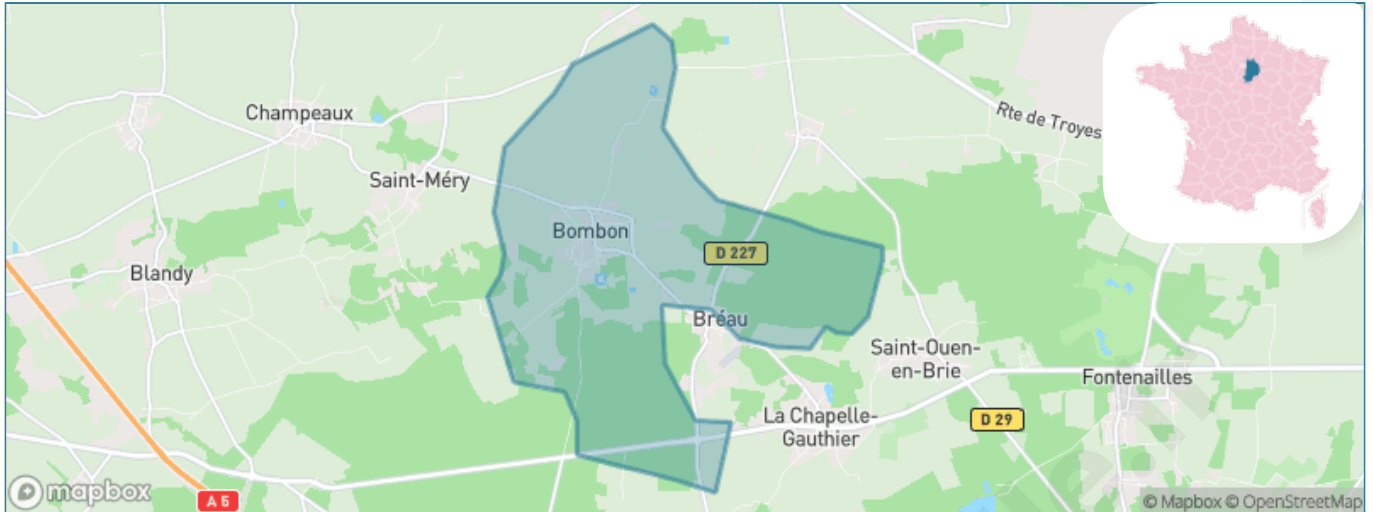 Champeaux
Rte de Troyes
Saint-Méry
Bombon
D 227
Blandy
Bréau
Saint-Ouen-
en-Brie
Fontenailles
La Chapelle-
Gauthier
D 29
mapbox
A 5
© Mapbox © OpenStreetMap